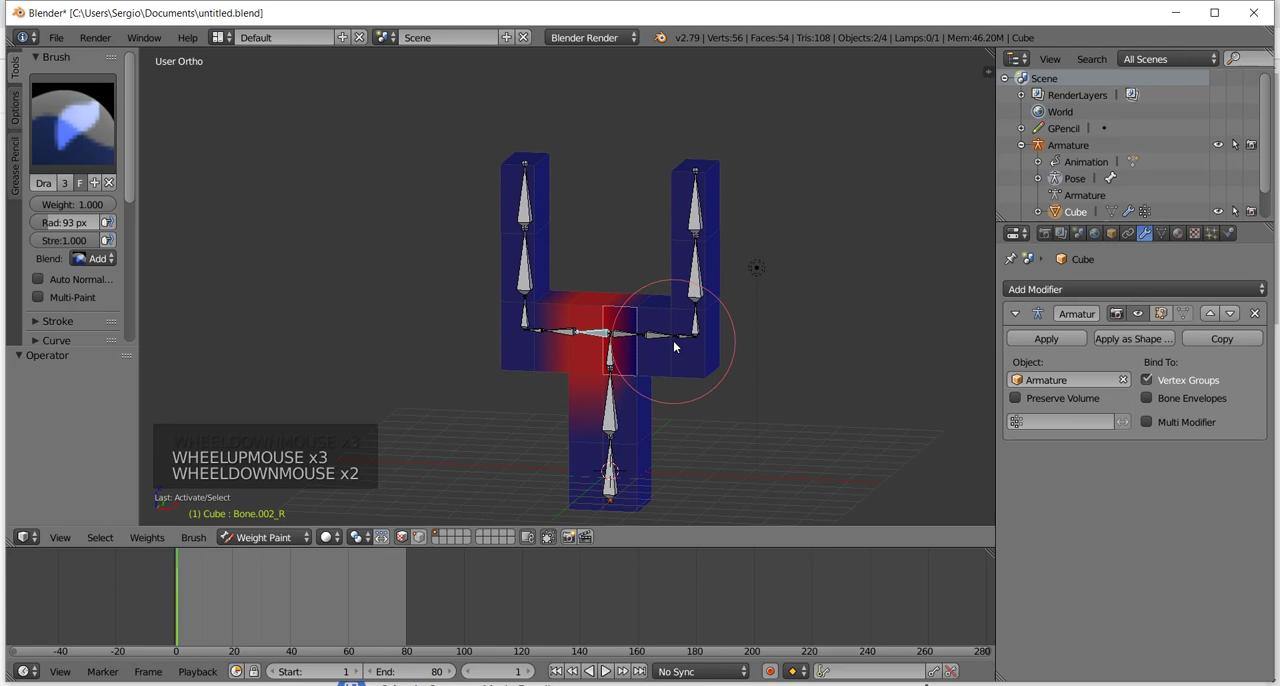 Blender* [C:\Users\Sergio\Documents\untitled.blend]
File Render Window Help Default Scene Blender Render v2.79 | Verts:56 | Faces:54 | Tris:108 | Objects:2/4 | Lamps:0/1 | Mem:46.20M | Cube
Tools
Options
Grease Pencil
Brush
Dra 3 F
Weight: 1.000
Rad: 93 px
Stre:1.000
Blend: Add
Auto Normal...
Multi-Paint
Stroke
Curve
Operator
User Ortho
WHEELDOWNMOUSE x3
WHEELUPMOUSE x3
WHEELDOWNMOUSE x2
Last: Activate/Select
(1) Cube : Bone.002_R
View Select Weights Brush Weight Paint
-40 -20 0 20 40 60 80 100 120 140 160 180 200 220 240 260 280
View Marker Frame Playback Start: 1 End: 80 1 No Sync
View Search All Scenes
Scene
RenderLayers |
World
GPencil
Armature
Animation
Pose |
Armature
Cube |
Cube
Add Modifier
Armatur
Apply Apply as Shape ... Copy
Object: Bind To:
Armature Vertex Groups
Preserve Volume Bone Envelopes
Multi Modifier